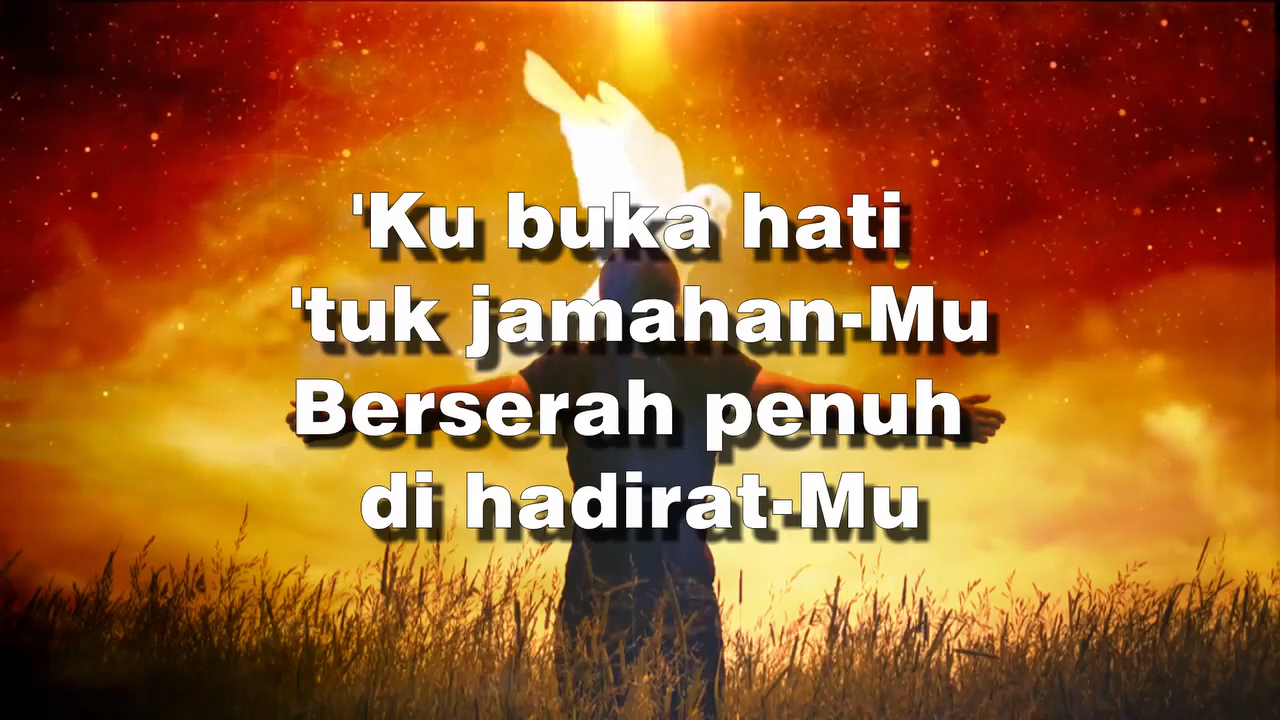 'Ku buka hati
'tuk jamahan-Mu
Berserah penuh
di hadirat-Mu